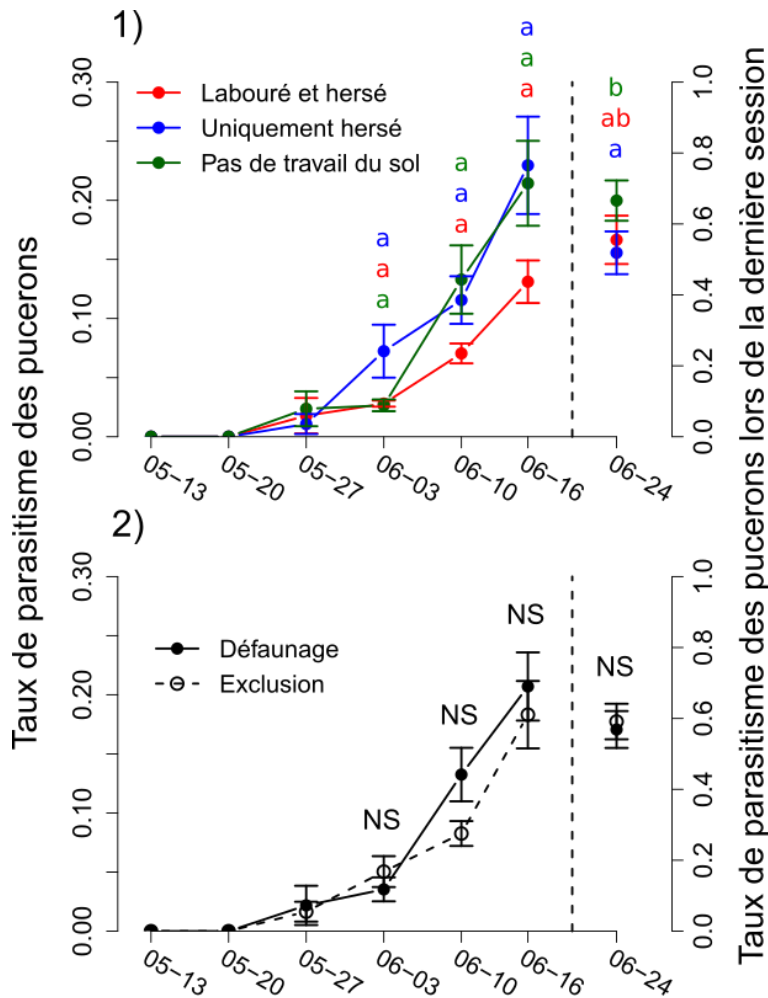 1)
Labouré et hersé
Uniquement hersé
Pas de travail du sol
a
a
a
a
a
a
a
a
a
b
ab
a
0.30
0.20
0.10
0.00
1.0
0.8
0.6
0.4
0.2
0.0
05-13
05-20
05-27
06-03
06-10
06-16
06-24
Taux de parasitisme des pucerons
Taux de parasitisme des pucerons lors de la dernière session
2)
Défaunage
Exclusion
NS
NS
NS
NS
0.30
0.20
0.10
0.00
1.0
0.8
0.6
0.4
0.2
0.0
05-13
05-20
05-27
06-03
06-10
06-16
06-24